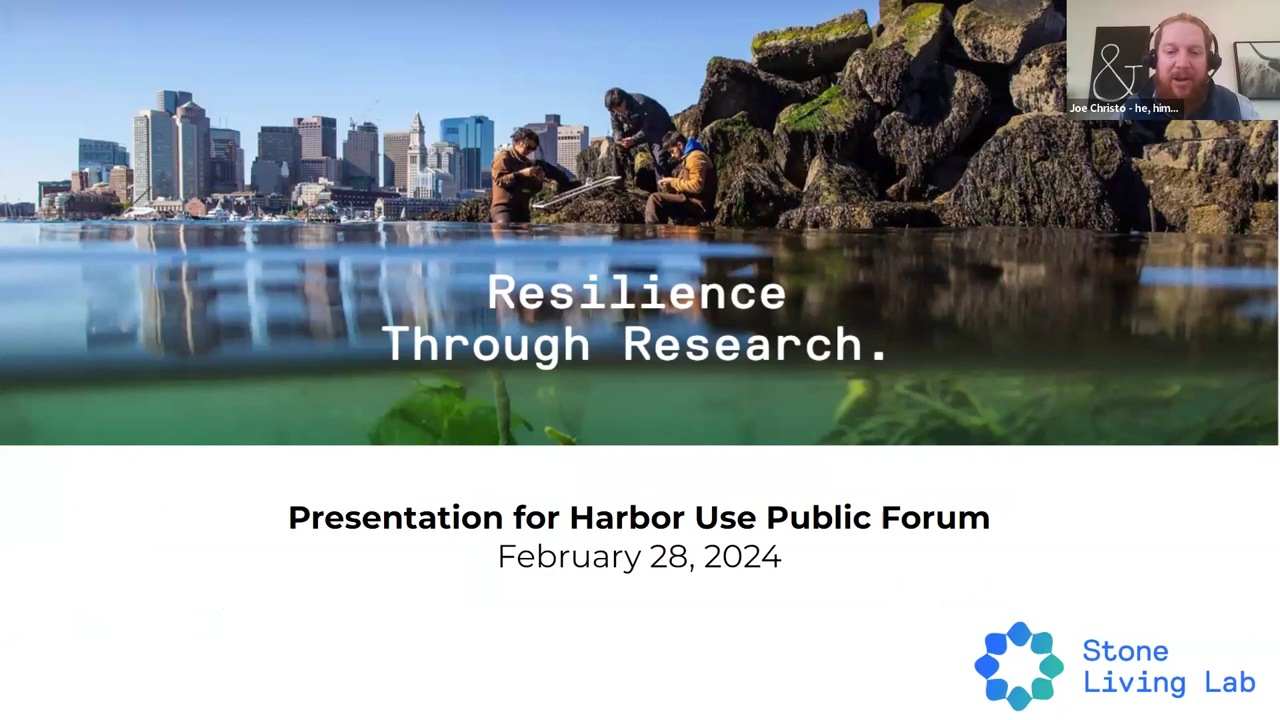 &
Joe Christo - he, him...
Resilience
Through Research.
Presentation for Harbor Use Public Forum
February 28, 2024
Stone
Living Lab